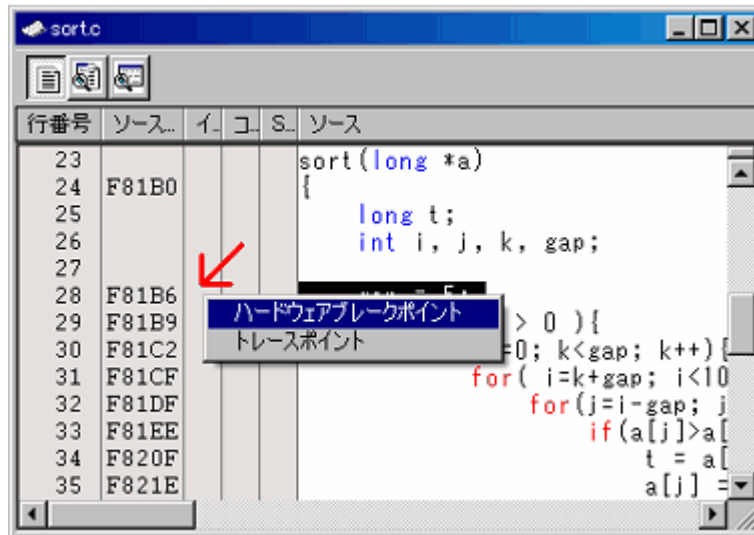 sort.c
行番号 ソース... イ... コ... S... ソース
23 sort(long *a)
24 F81B0 {
25 long t;
26 int i, j, k, gap;
27
28 F81B6
29 F81B9 > 0 ){
30 F81C2 =0; k<gap; k++){
31 F81CF for( i=k+gap; i<10
32 F81DF for(j=i-gap; j
33 F81EE if(a[j]>a[
34 F820F t = a[
35 F821E a[j] =
ハードウェアブレークポイント
トレースポイント